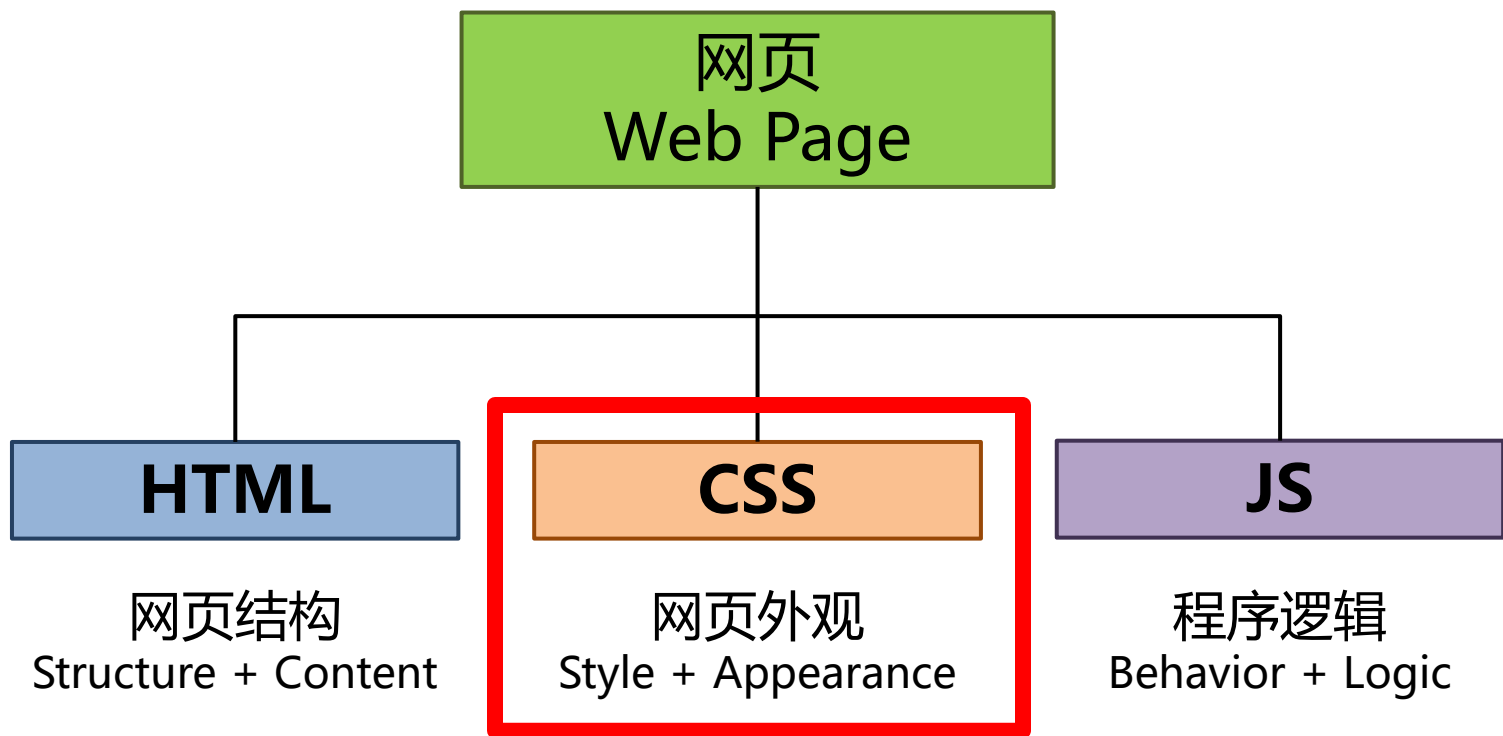 网页
Web Page
HTML
CSS
JS
网页结构
Structure + Content
网页外观
Style + Appearance
程序逻辑
Behavior + Logic